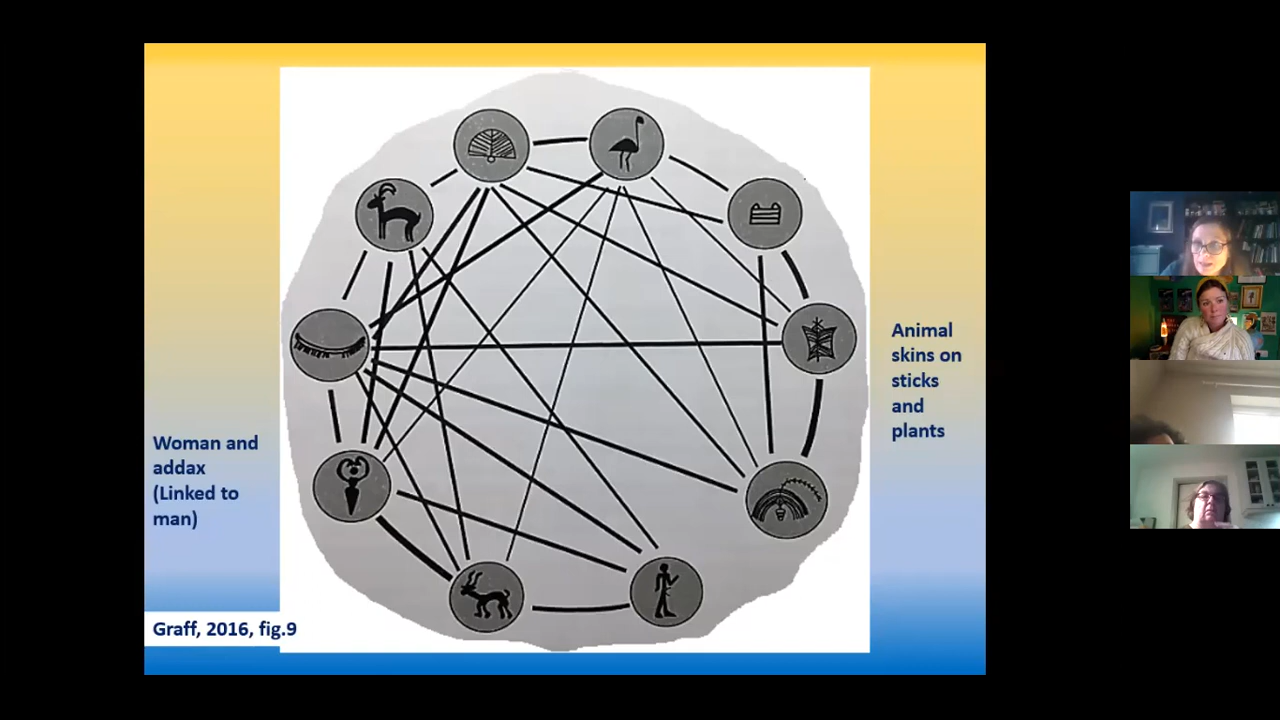 Animal
skins on
sticks
and
plants
Woman and
addax
(Linked to
man)
Graff, 2016, fig.9